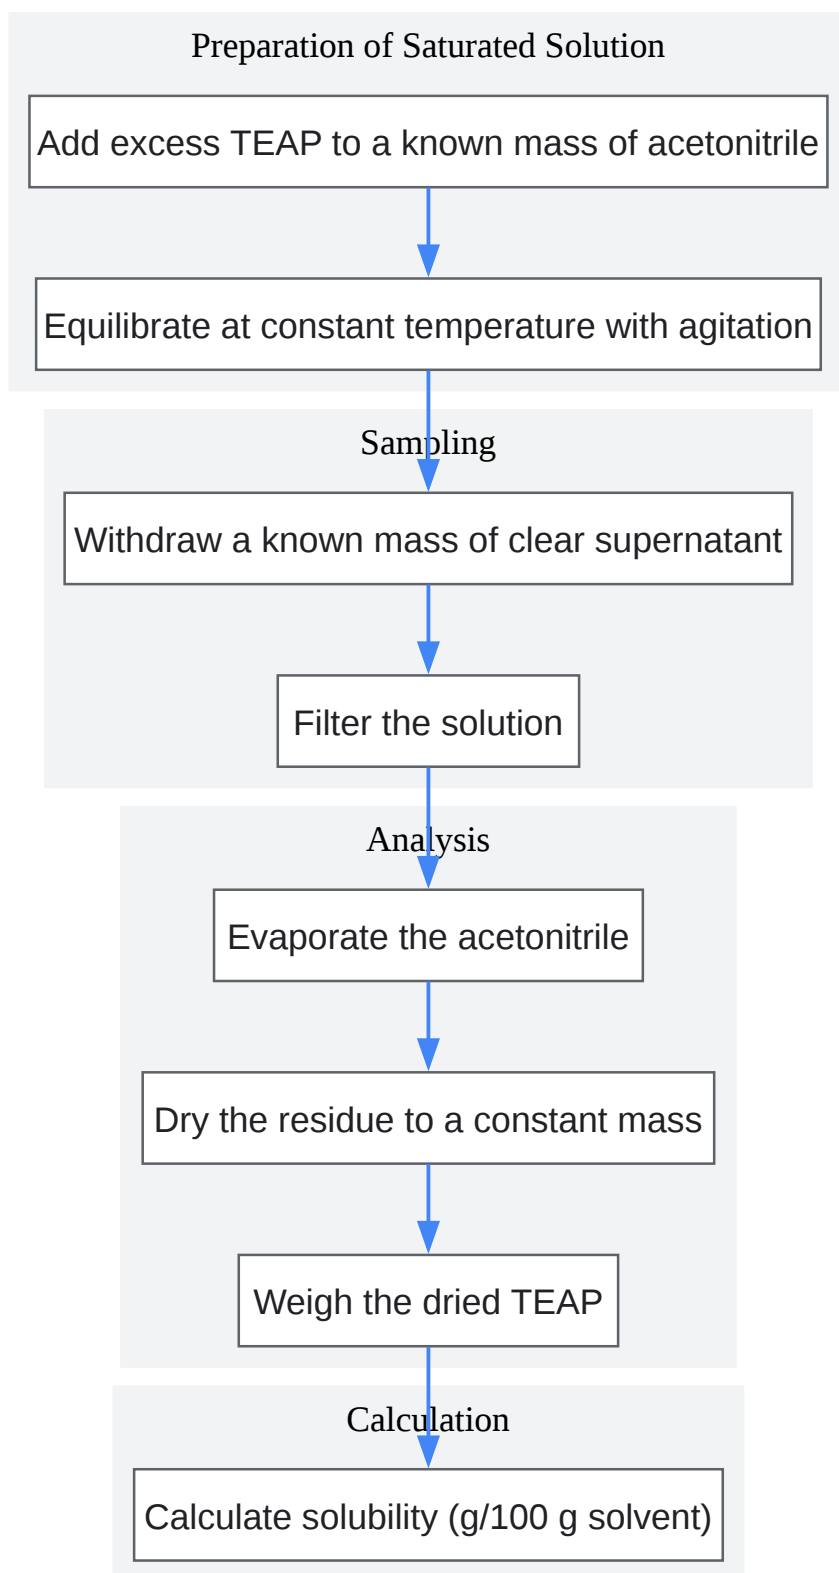 Preparation of Saturated Solution
Add excess TEAP to a known mass of acetonitrile
Equilibrate at constant temperature with agitation
Sampling
Withdraw a known mass of clear supernatant
Filter the solution
Analysis
Evaporate the acetonitrile
Dry the residue to a constant mass
Weigh the dried TEAP
Calculation
Calculate solubility (g/100 g solvent)